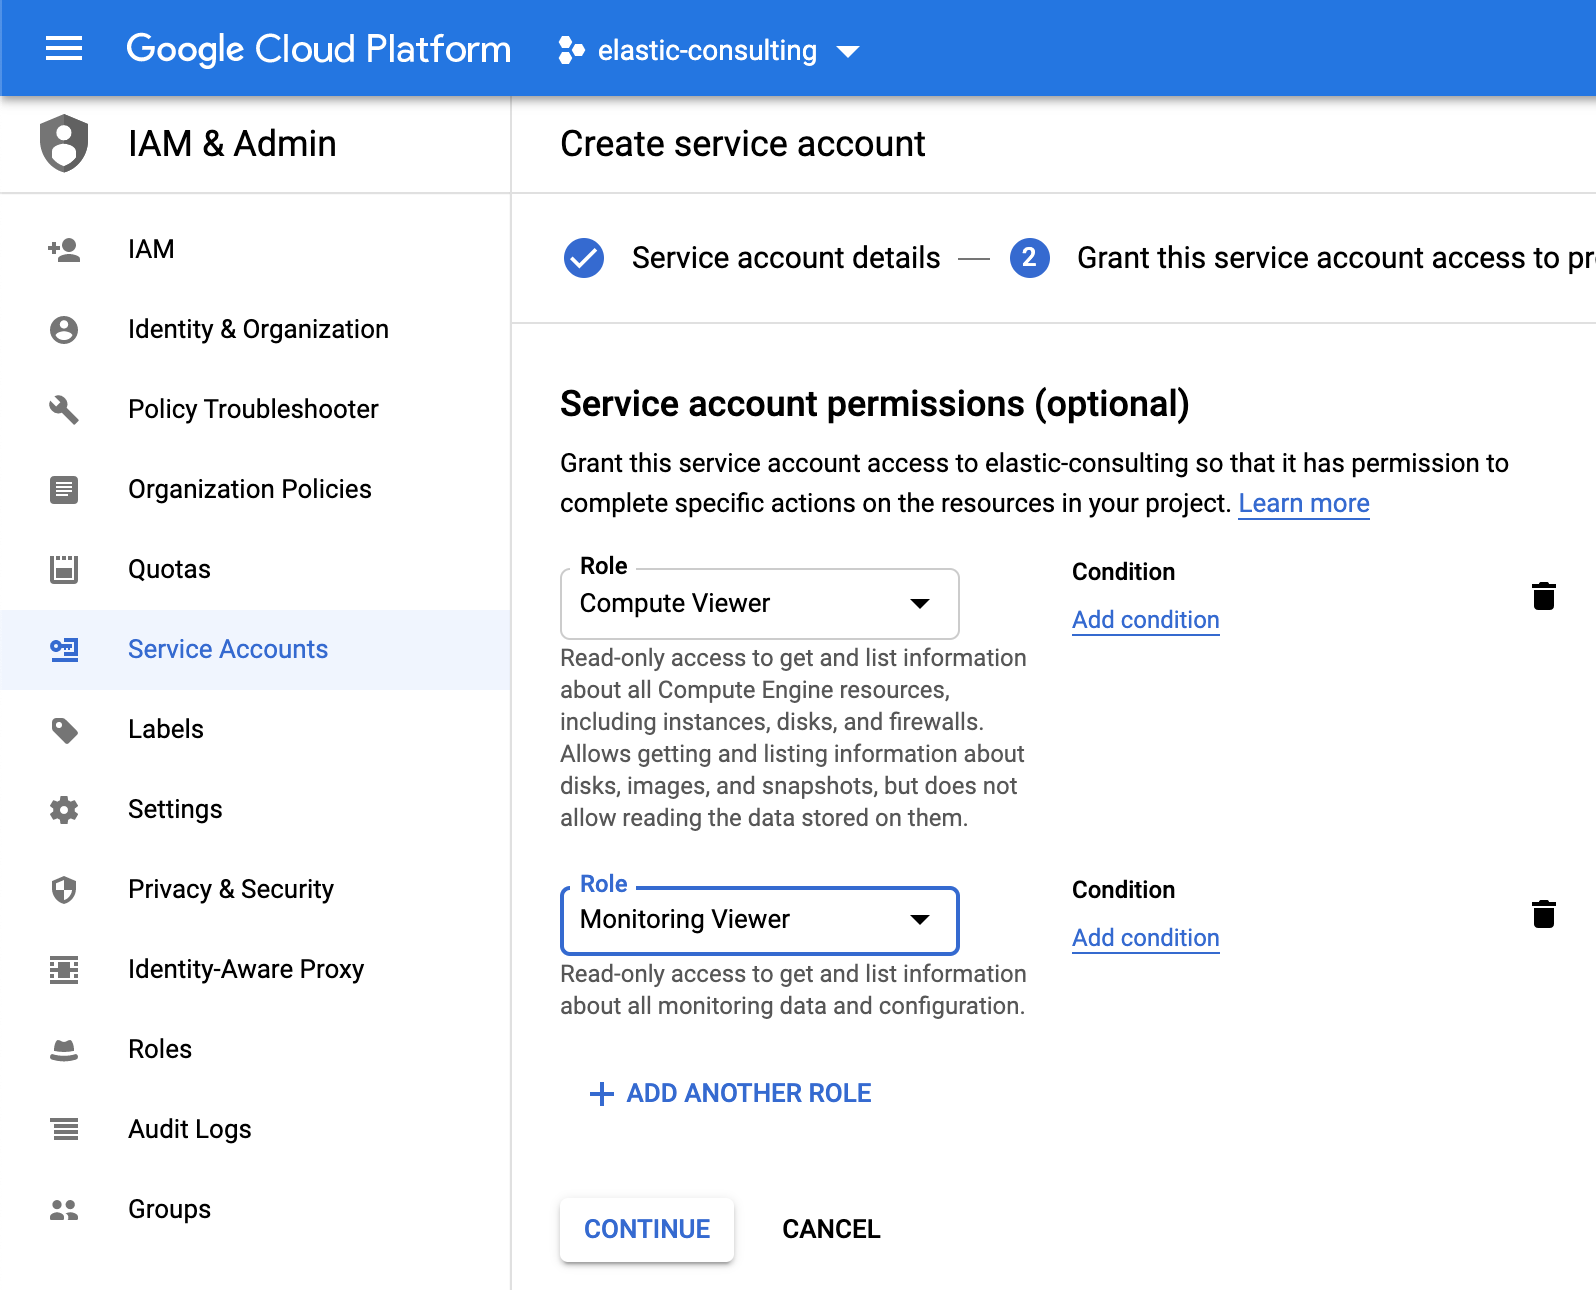 Google Cloud Platform
elastic-consulting
IAM & Admin
Create service account
IAM
Identity & Organization
Policy Troubleshooter
Organization Policies
Quotas
Service Accounts
Labels
Settings
Privacy & Security
Identity-Aware Proxy
Roles
Audit Logs
Groups
Service account details
2 Grant this service account access to pr
Service account permissions (optional)
Grant this service account access to elastic-consulting so that it has permission to
complete specific actions on the resources in your project. Learn more
Role
Compute Viewer
Read-only access to get and list information
about all Compute Engine resources,
including instances, disks, and firewalls.
Allows getting and listing information about
disks, images, and snapshots, but does not
allow reading the data stored on them.
Condition
Add condition
Role
Monitoring Viewer
Read-only access to get and list information
about all monitoring data and configuration.
Condition
Add condition
ADD ANOTHER ROLE
CONTINUE
CANCEL